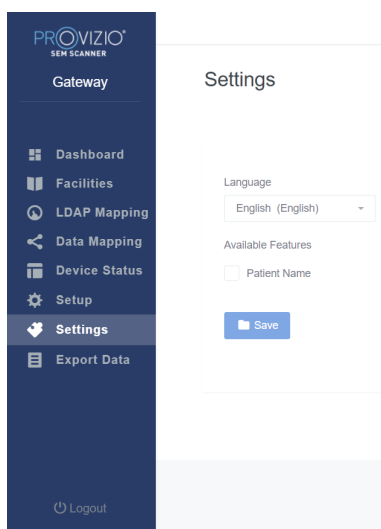 PROVIZIO®
SEM SCANNER
Gateway
Dashboard
Facilities
LDAP Mapping
Data Mapping
Device Status
Setup
Settings
Export Data
Logout
Settings
Language
English (English)
Available Features
Patient Name
Save